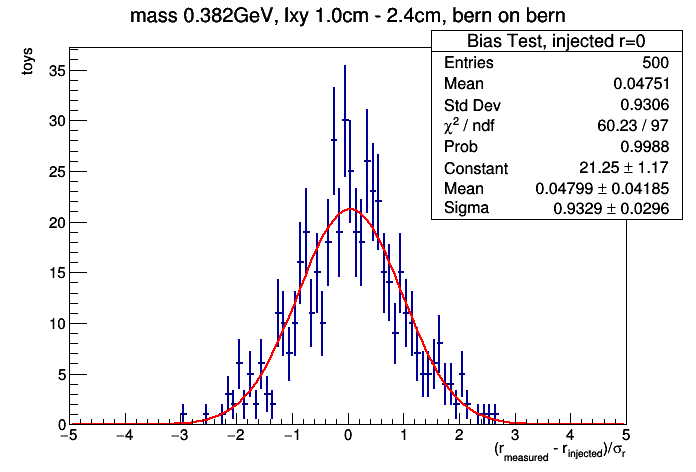 mass 0.382GeV, lxy 1.0cm - 2.4cm, bern on bern
toys
Bias Test, injected r=0
Entries 500
Mean 0.04751
Std Dev 0.9306
χ² / ndf 60.23 / 97
Prob 0.9988
Constant 21.25 ± 1.17
Mean 0.04799 ± 0.04185
Sigma 0.9329 ± 0.0296
35
30
25
20
15
10
5
0
−5 −4 −3 −2 −1 0 1 2 3 4 5
(r_measured - r_injected)/σ_r